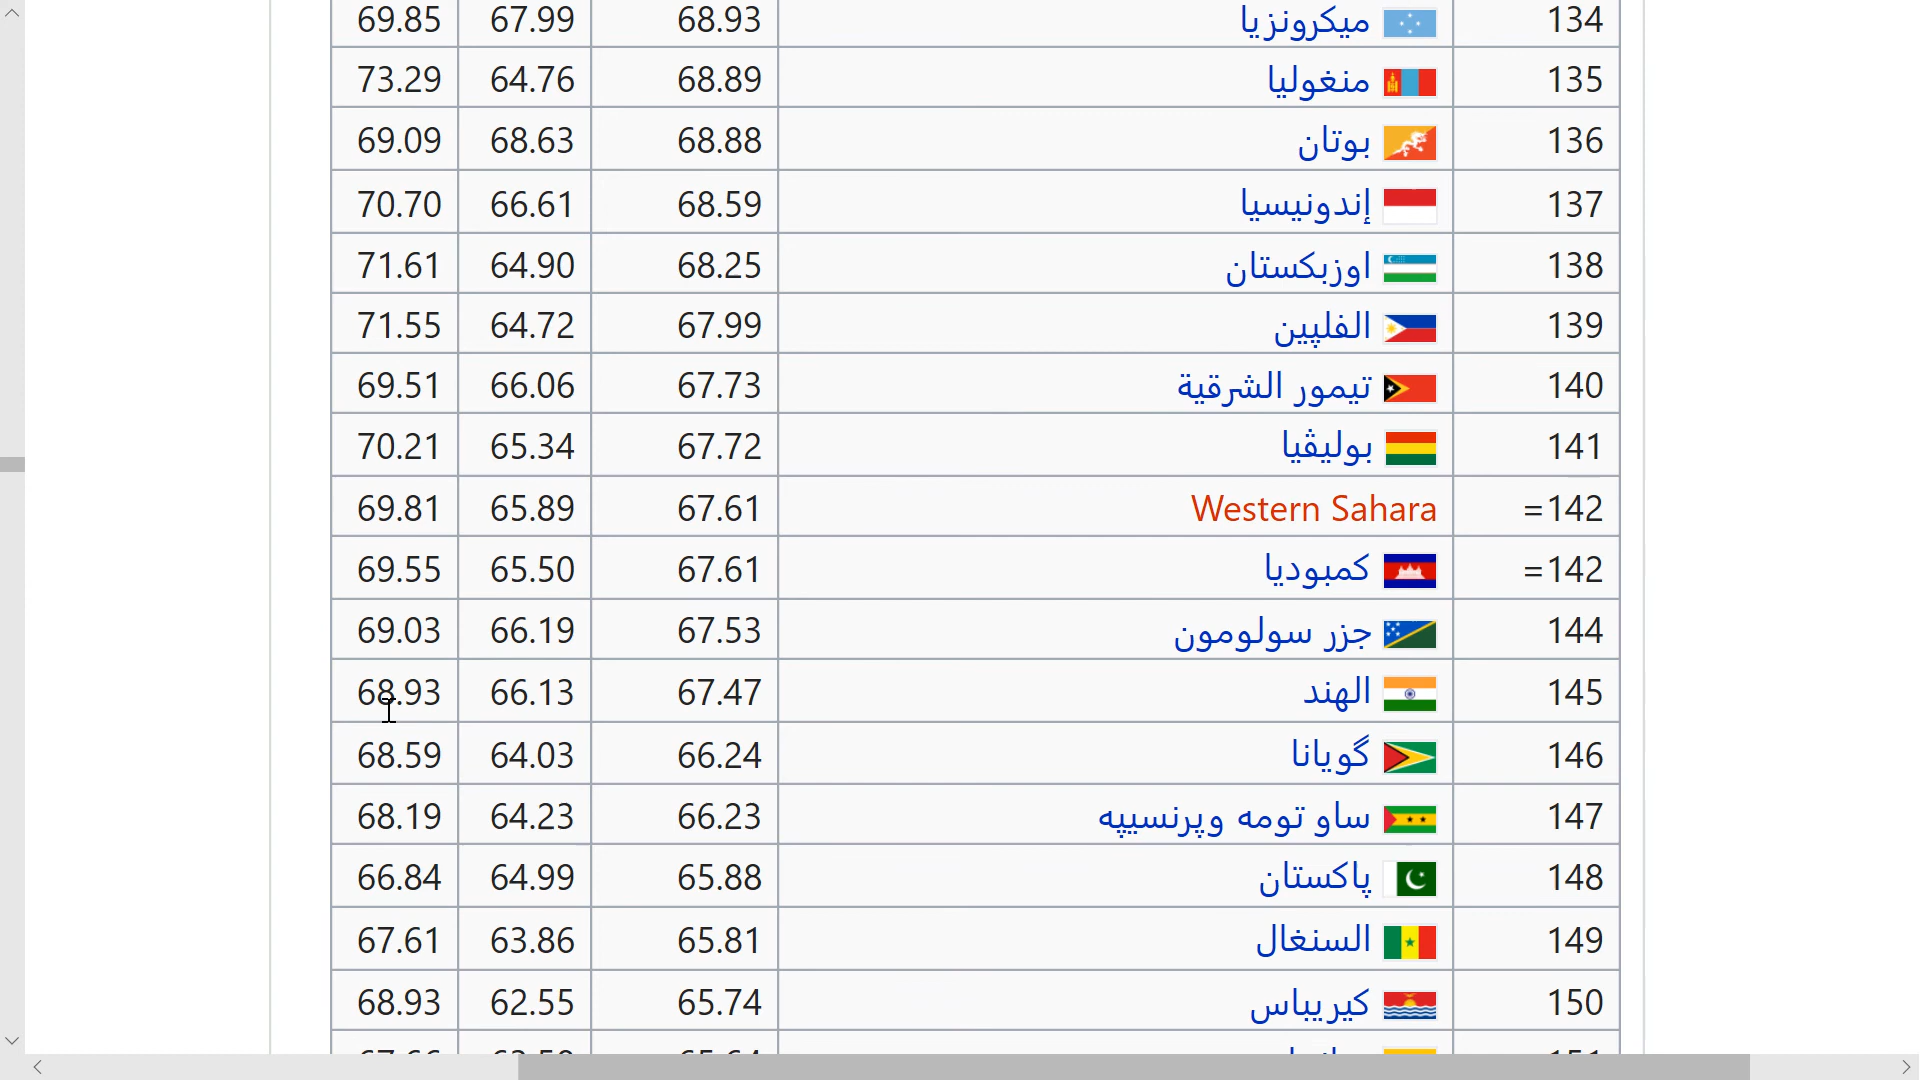 134 ميكرونزيا 68.93 67.99 69.85
135 منغوليا 68.89 64.76 73.29
136 بوتان 68.88 68.63 69.09
137 إندونيسيا 68.59 66.61 70.70
138 اوزبكستان 68.25 64.90 71.61
139 الفلپين 67.99 64.72 71.55
140 تيمور الشرقية 67.73 66.06 69.51
141 بوليڤيا 67.72 65.34 70.21
142= Western Sahara 67.61 65.89 69.81
142= كمبوديا 67.61 65.50 69.55
144 جزر سولومون 67.53 66.19 69.03
145 الهند 67.47 66.13 68.93
146 گويانا 66.24 64.03 68.59
147 ساو تومه وپرنسيپه 66.23 64.23 68.19
148 پاكستان 65.88 64.99 66.84
149 السنغال 65.81 63.86 67.61
150 كيريباس 65.74 62.55 68.93